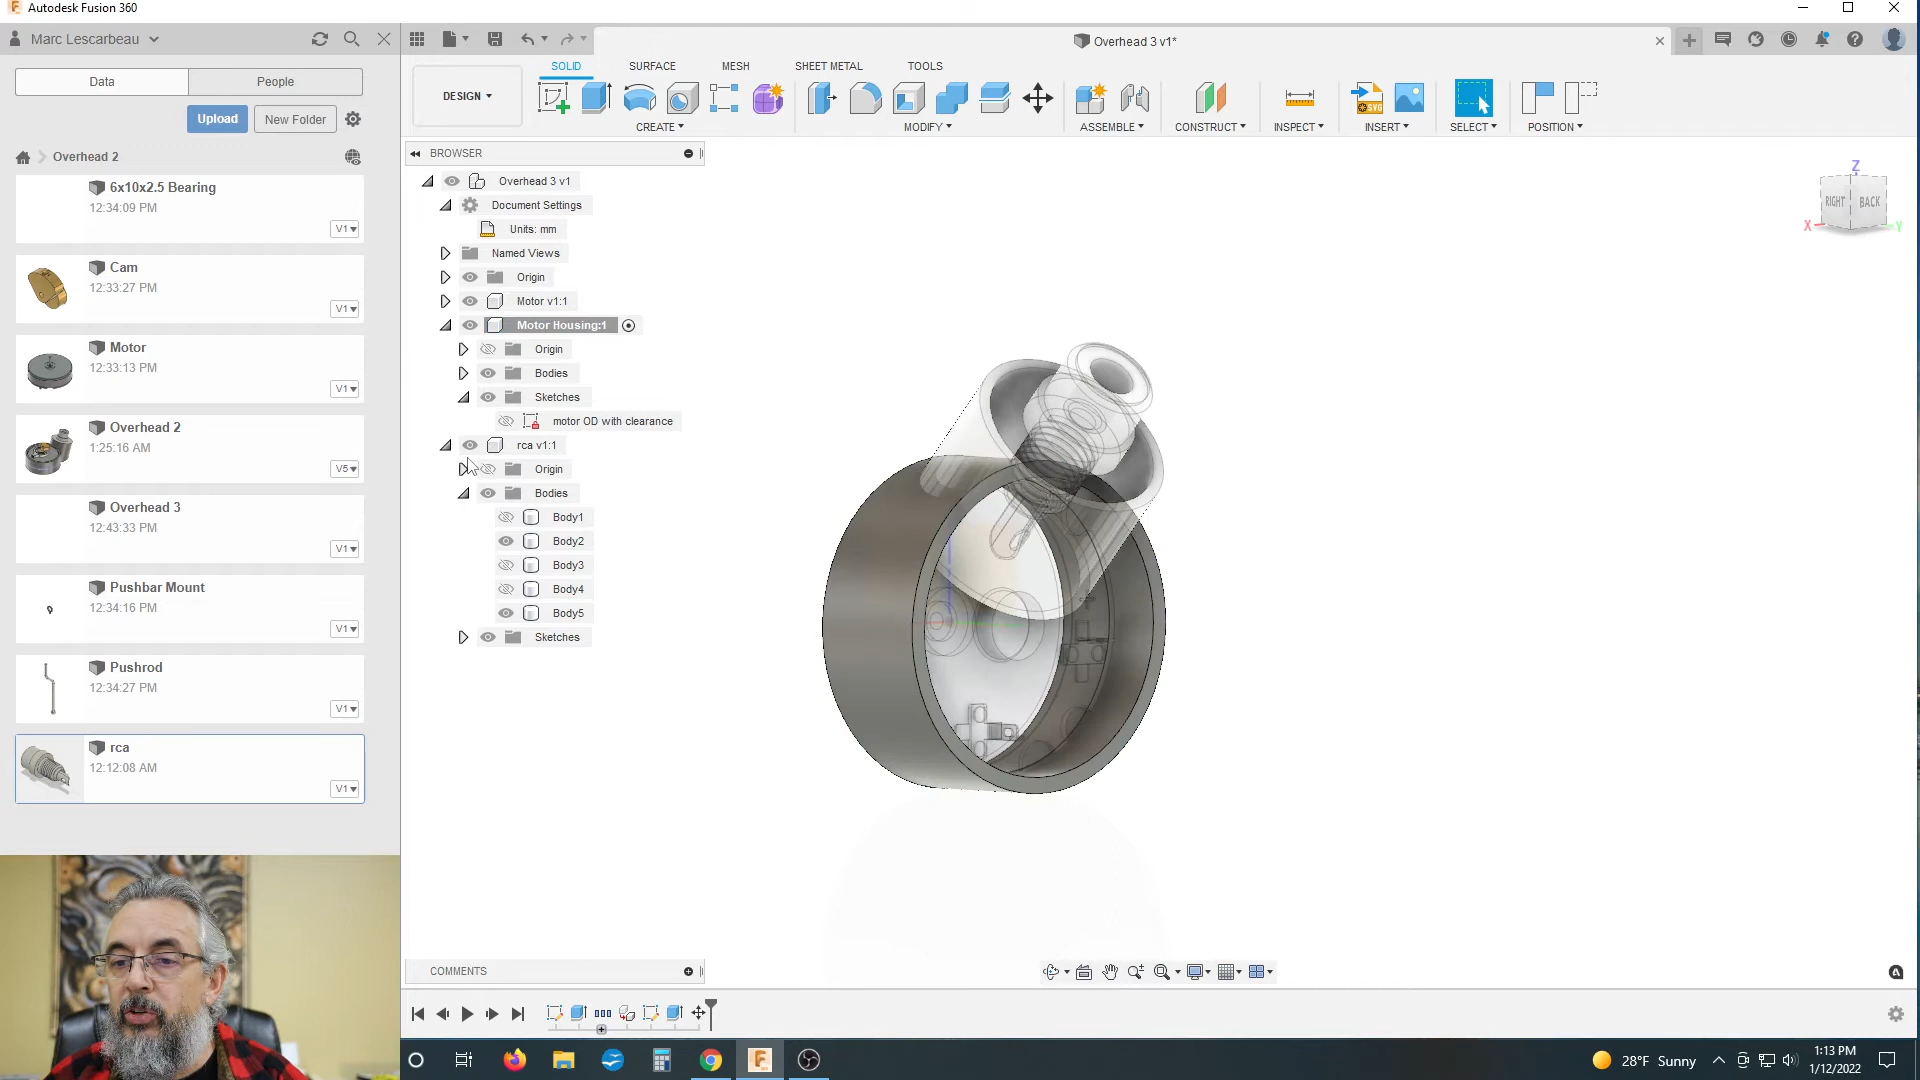 Autodesk Fusion 360
Marc Lescarbeau
Overhead 3 v1*
Data People
Upload New Folder
Overhead 2
6x10x2.5 Bearing
12:34:09 PM
V1
Cam
12:33:27 PM
V1
Motor
12:33:13 PM
V1
Overhead 2
1:25:16 AM
V5
Overhead 3
12:43:33 PM
V1
Pushbar Mount
12:34:16 PM
V1
Pushrod
12:34:27 PM
V1
rca
12:12:08 AM
V1
SOLID SURFACE MESH SHEET METAL TOOLS
DESIGN
CREATE MODIFY ASSEMBLE CONSTRUCT INSPECT INSERT SELECT POSITION
BROWSER
Overhead 3 v1
Document Settings
Units: mm
Named Views
Origin
Motor v1:1
Motor Housing:1
Origin
Bodies
Sketches
motor OD with clearance
rca v1:1
Origin
Bodies
Body1
Body2
Body3
Body4
Body5
Sketches
Z
RIGHT BACK
X Y
COMMENTS
28°F Sunny
1:13 PM
1/12/2022